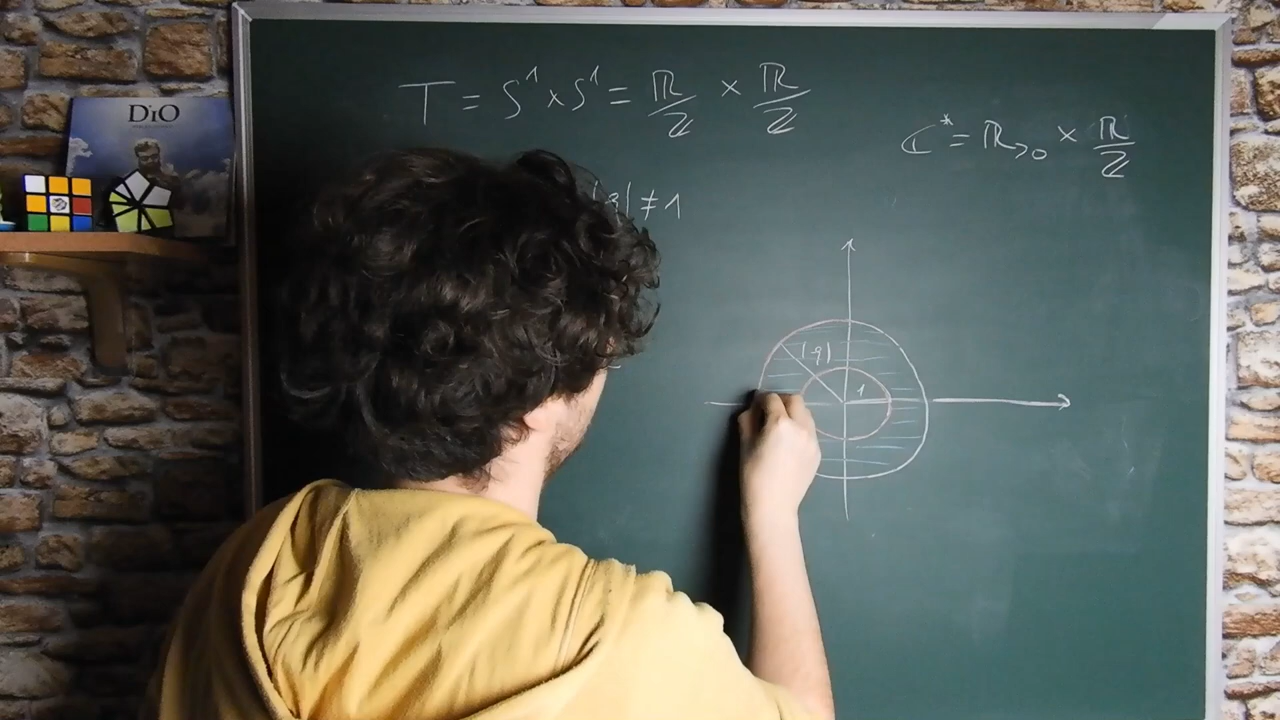 DiO
T = S¹ × S¹ = ℝ/ℤ × ℝ/ℤ
ℂ* = ℝ>0 × ℝ/ℤ
|q| ≠ 1
|q|
1